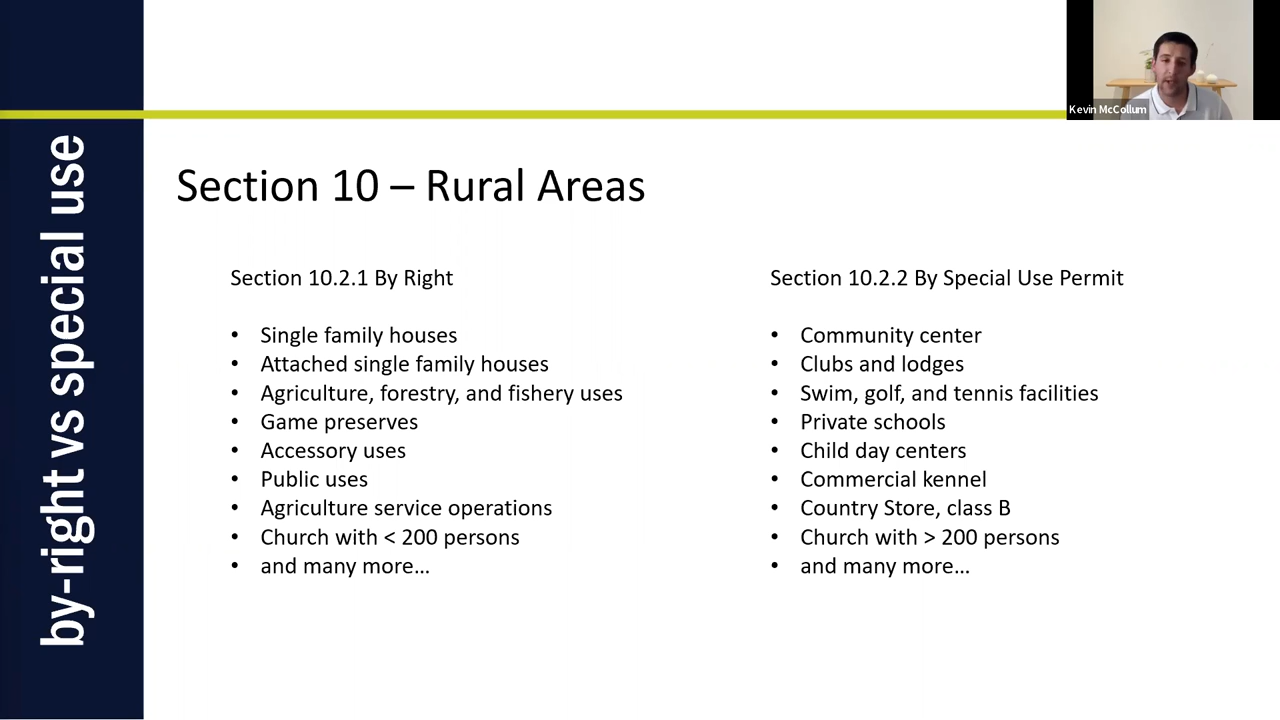 by-right vs special use
Kevin McCollum
Section 10 – Rural Areas
Section 10.2.1 By Right
• Single family houses
• Attached single family houses
• Agriculture, forestry, and fishery uses
• Game preserves
• Accessory uses
• Public uses
• Agriculture service operations
• Church with < 200 persons
• and many more…
Section 10.2.2 By Special Use Permit
• Community center
• Clubs and lodges
• Swim, golf, and tennis facilities
• Private schools
• Child day centers
• Commercial kennel
• Country Store, class B
• Church with > 200 persons
• and many more…